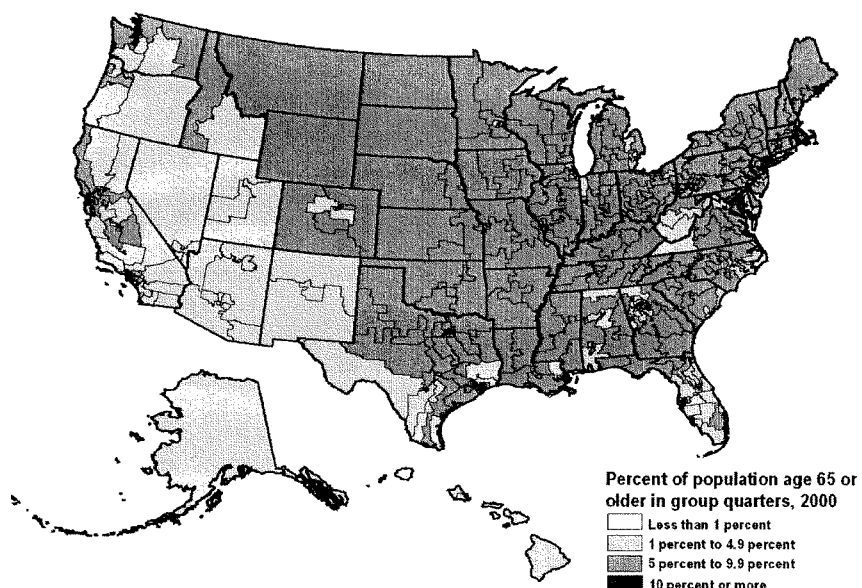 Percent of population age 65 or
older in group quarters, 2000
Less than 1 percent
1 percent to 4.9 percent
5 percent to 9.9 percent
10 percent or more